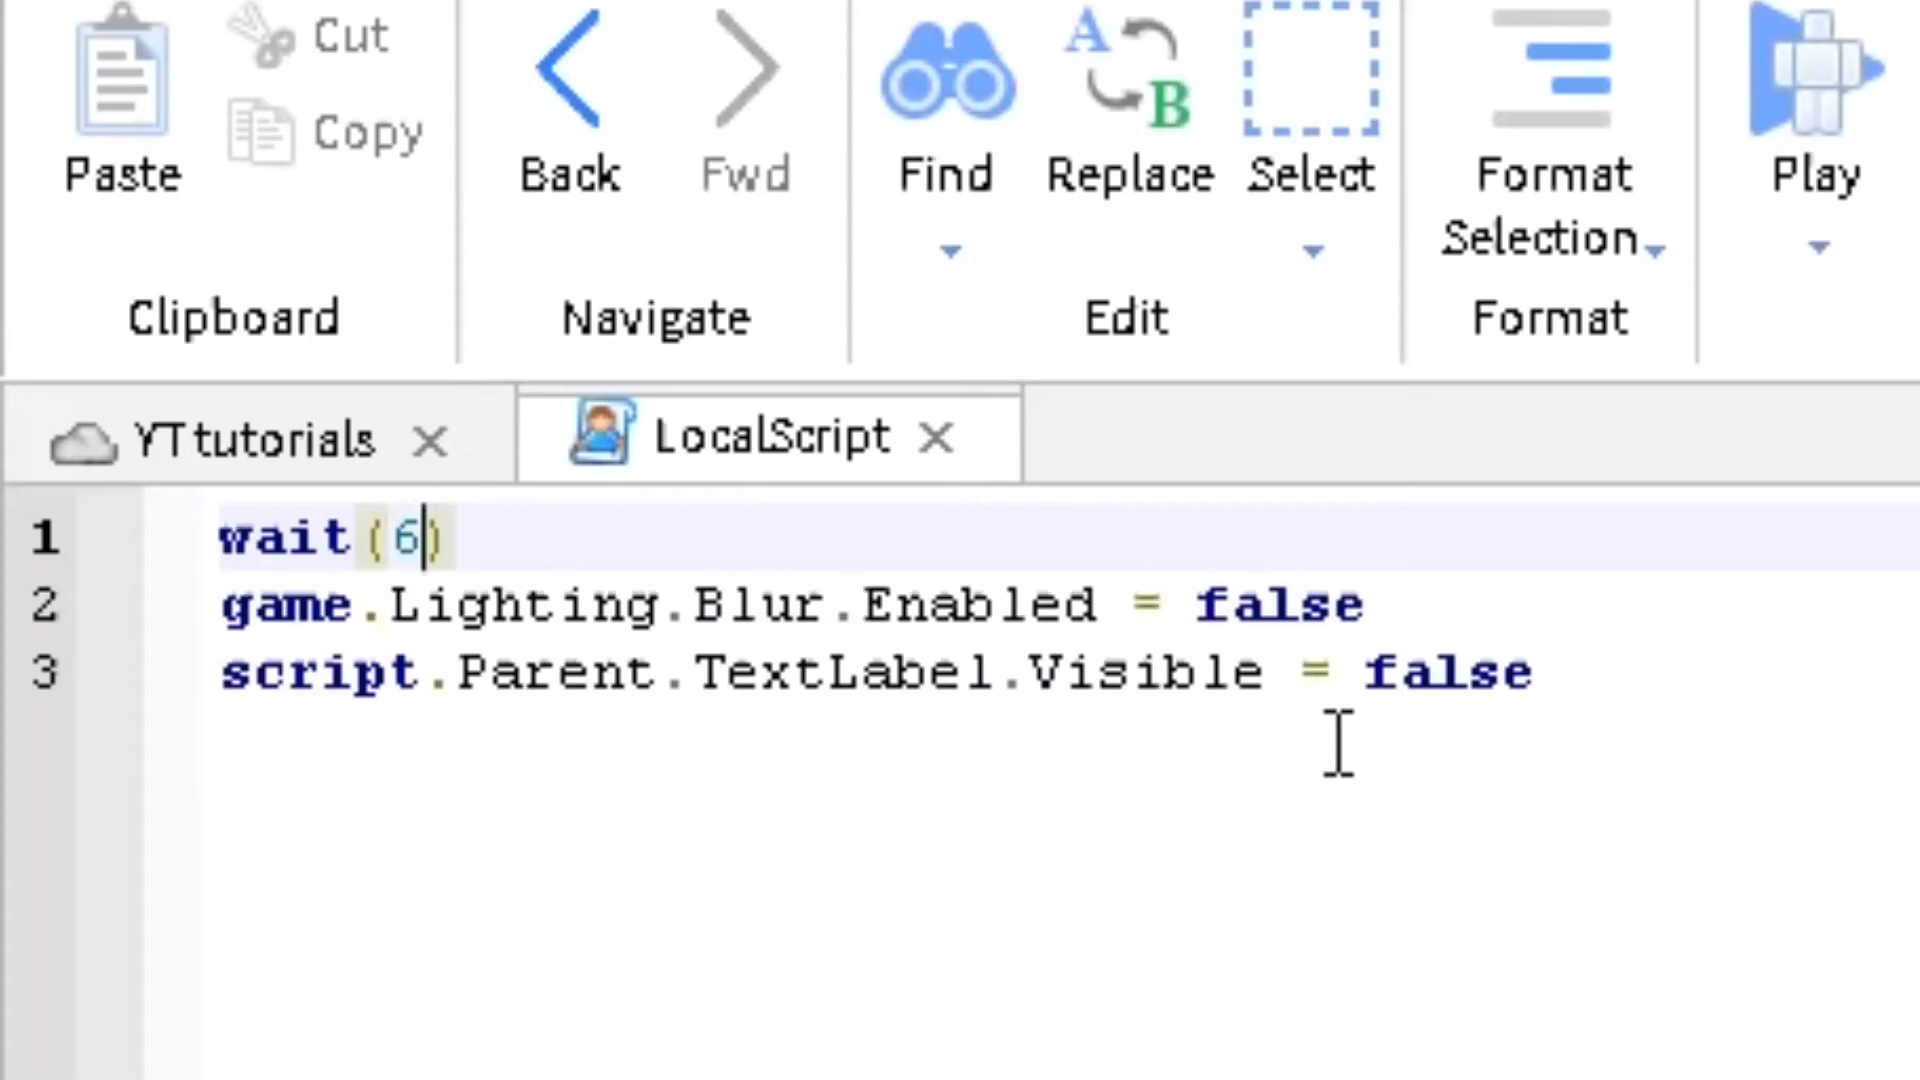 Cut
Copy
Paste
Back
Fwd
A
B
Find
Replace
Select
Format
Selection
Play
Clipboard
Navigate
Edit
Format
YTtutorials
LocalScript
1 wait(6)
2 game.Lighting.Blur.Enabled = false
3 script.Parent.TextLabel.Visible = false